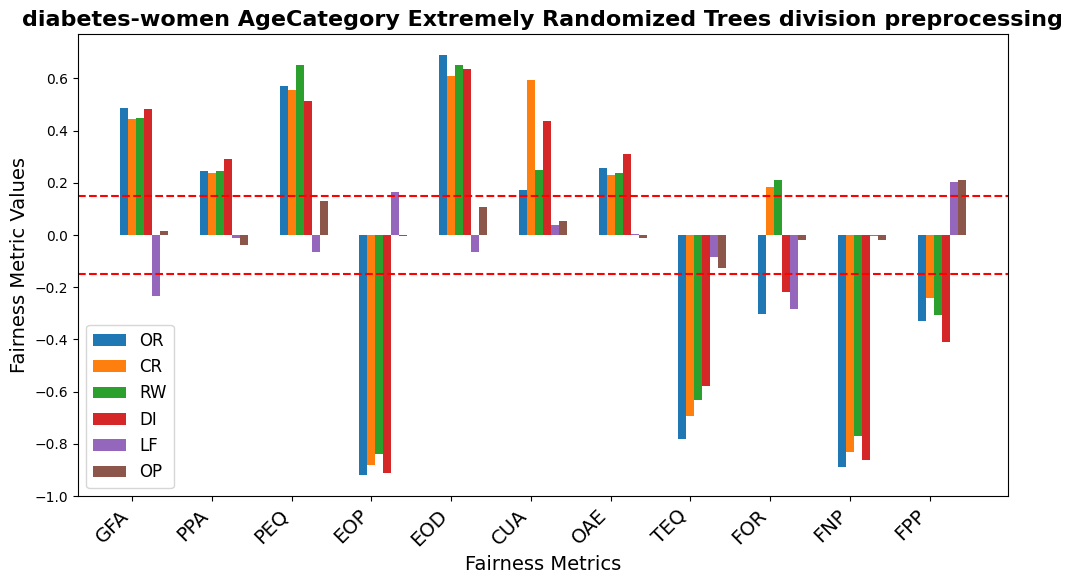 diabetes-women AgeCategory Extremely Randomized Trees division preprocessing
Fairness Metric Values
0.6
0.4
0.2
0.0
−0.2
−0.4
−0.6
−0.8
−1.0
OR
CR
RW
DI
LF
OP
GFA
PPA
PEQ
EOP
EOD
CUA
OAE
TEQ
FOR
FNP
FPP
Fairness Metrics